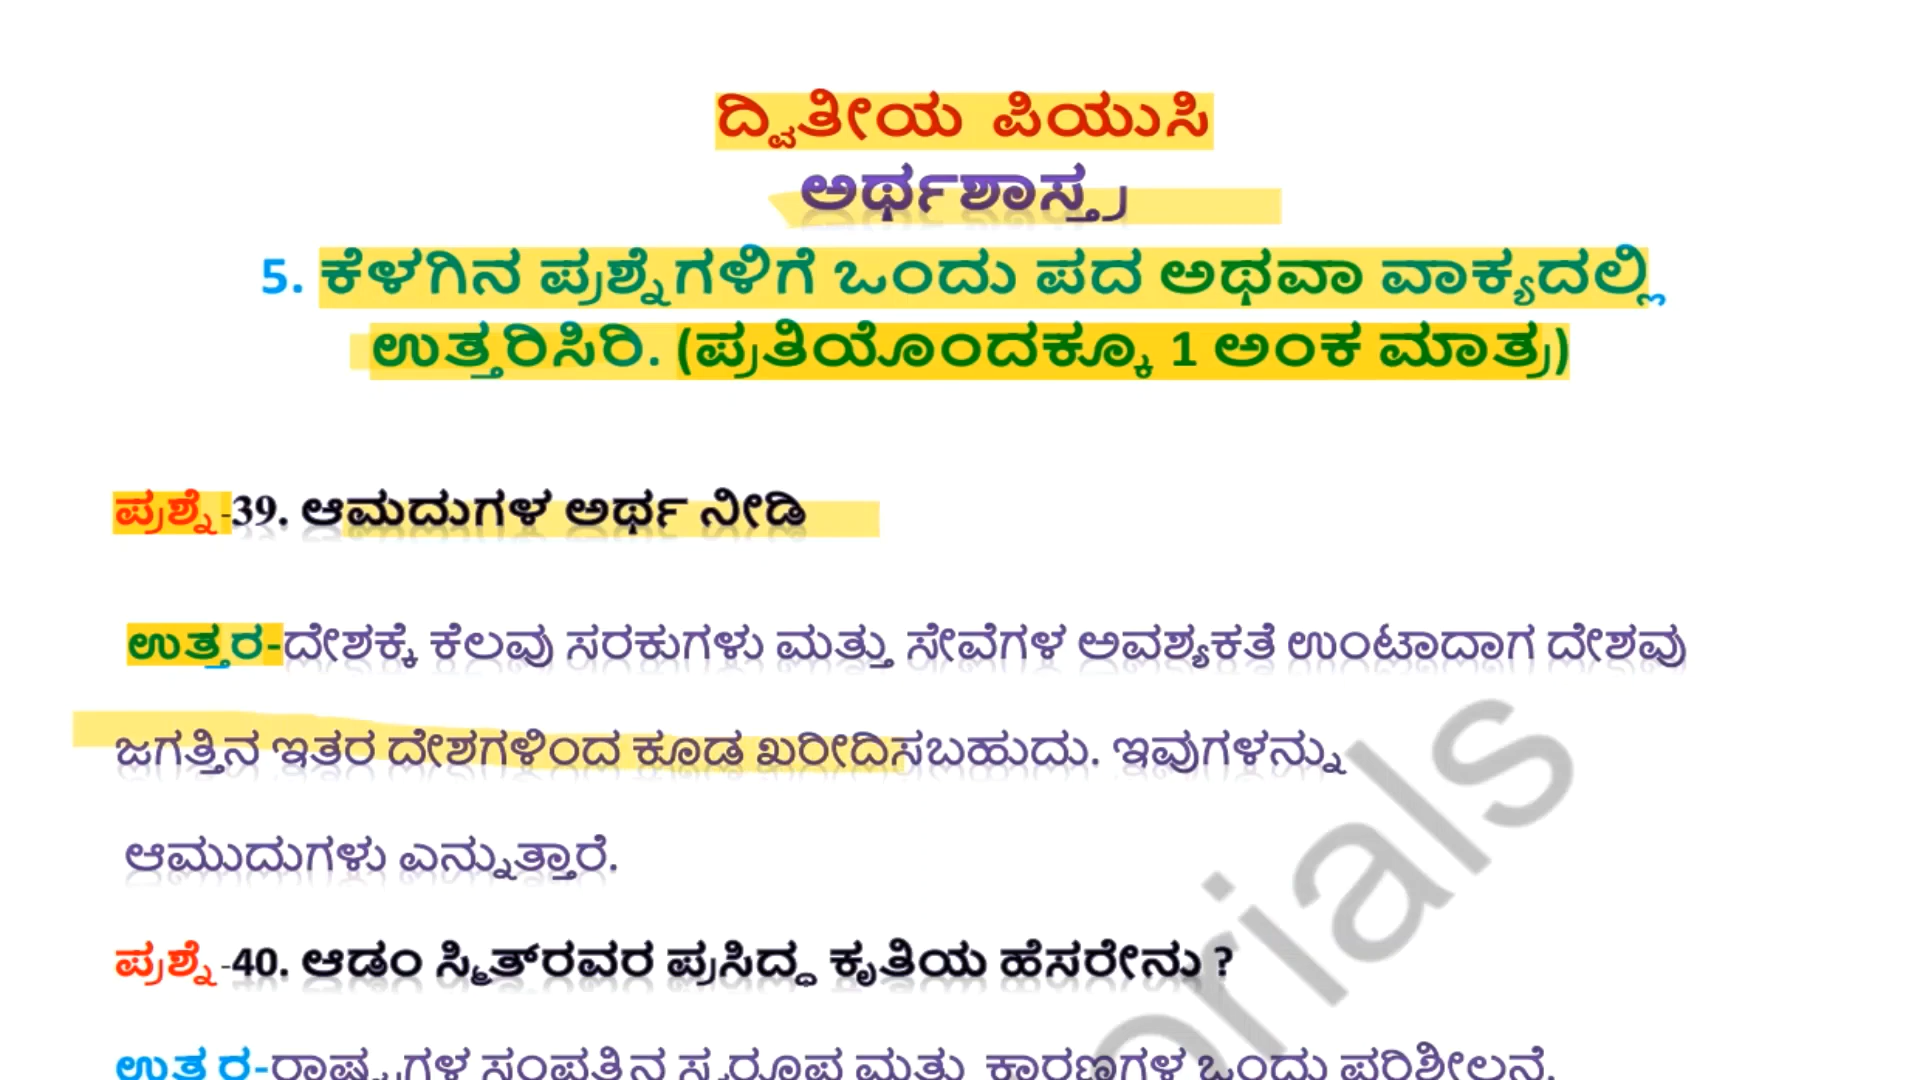 ದ್ವಿತೀಯ ಪಿಯುಸಿ
ಅರ್ಥಶಾಸ್ತ್ರ
5. ಕೆಳಗಿನ ಪ್ರಶ್ನೆಗಳಿಗೆ ಒಂದು ಪದ ಅಥವಾ ವಾಕ್ಯದಲ್ಲಿ
ಉತ್ತರಿಸಿರಿ. (ಪ್ರತಿಯೊಂದಕ್ಕೂ 1 ಅಂಕ ಮಾತ್ರ)
ಪ್ರಶ್ನೆ-39. ಆಮದುಗಳ ಅರ್ಥ ನೀಡಿ
ಉತ್ತರ-ದೇಶಕ್ಕೆ ಕೆಲವು ಸರಕುಗಳು ಮತ್ತು ಸೇವೆಗಳ ಅವಶ್ಯಕತೆ ಉಂಟಾದಾಗ ದೇಶವು
ಜಗತ್ತಿನ ಇತರ ದೇಶಗಳಿಂದ ಕೂಡ ಖರೀದಿಸಬಹುದು. ಇವುಗಳನ್ನು
ಆಮುದುಗಳು ಎನ್ನುತ್ತಾರೆ.
ಪ್ರಶ್ನೆ-40. ಆಡಂ ಸ್ಮಿತ್‌ರವರ ಪ್ರಸಿದ್ಧ ಕೃತಿಯ ಹೆಸರೇನು ?
ಉತ್ತರ-ರಾಷ್ಟ್ರಗಳ ಸಂಪತ್ತಿನ ಸ್ವರೂಪ ಮತ್ತು ಕಾರಣಗಳ ಒಂದು ಪರಿಶೀಲನೆ.
orials